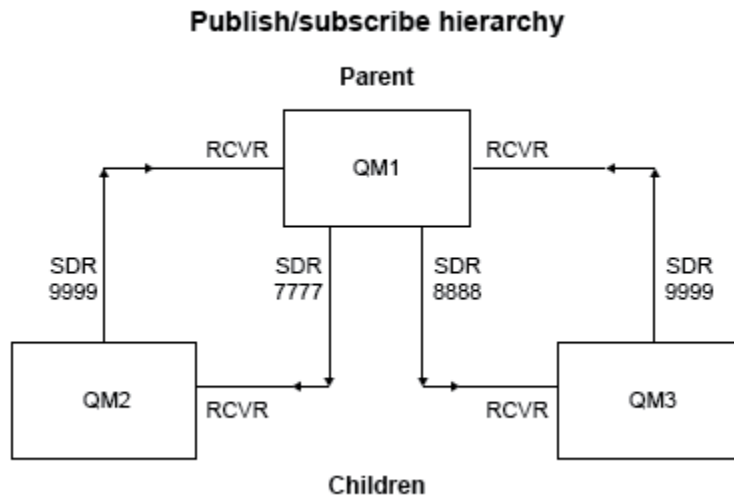 Publish/subscribe hierarchy
Parent
RCVR
QM1
RCVR
SDR
9999
SDR
7777
SDR
8888
SDR
9999
QM2
RCVR
RCVR
QM3
Children